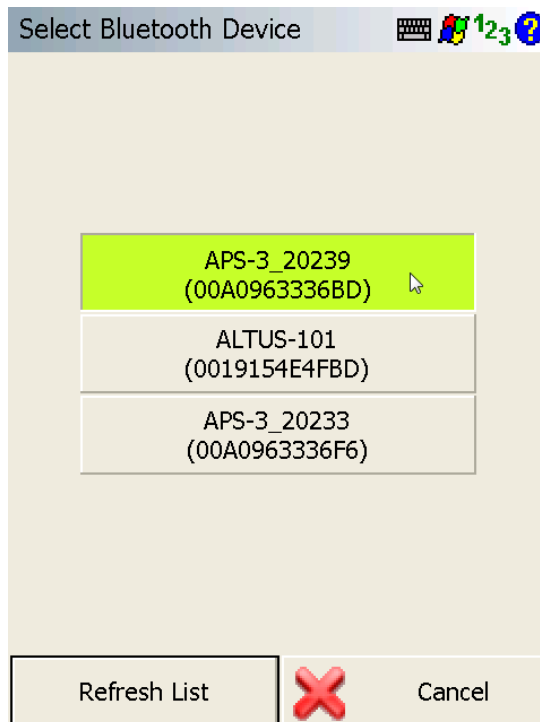 Select Bluetooth Device 123 ?
APS-3_20239
(00A0963336BD)
ALTUS-101
(0019154E4FBD)
APS-3_20233
(00A0963336F6)
Refresh List Cancel